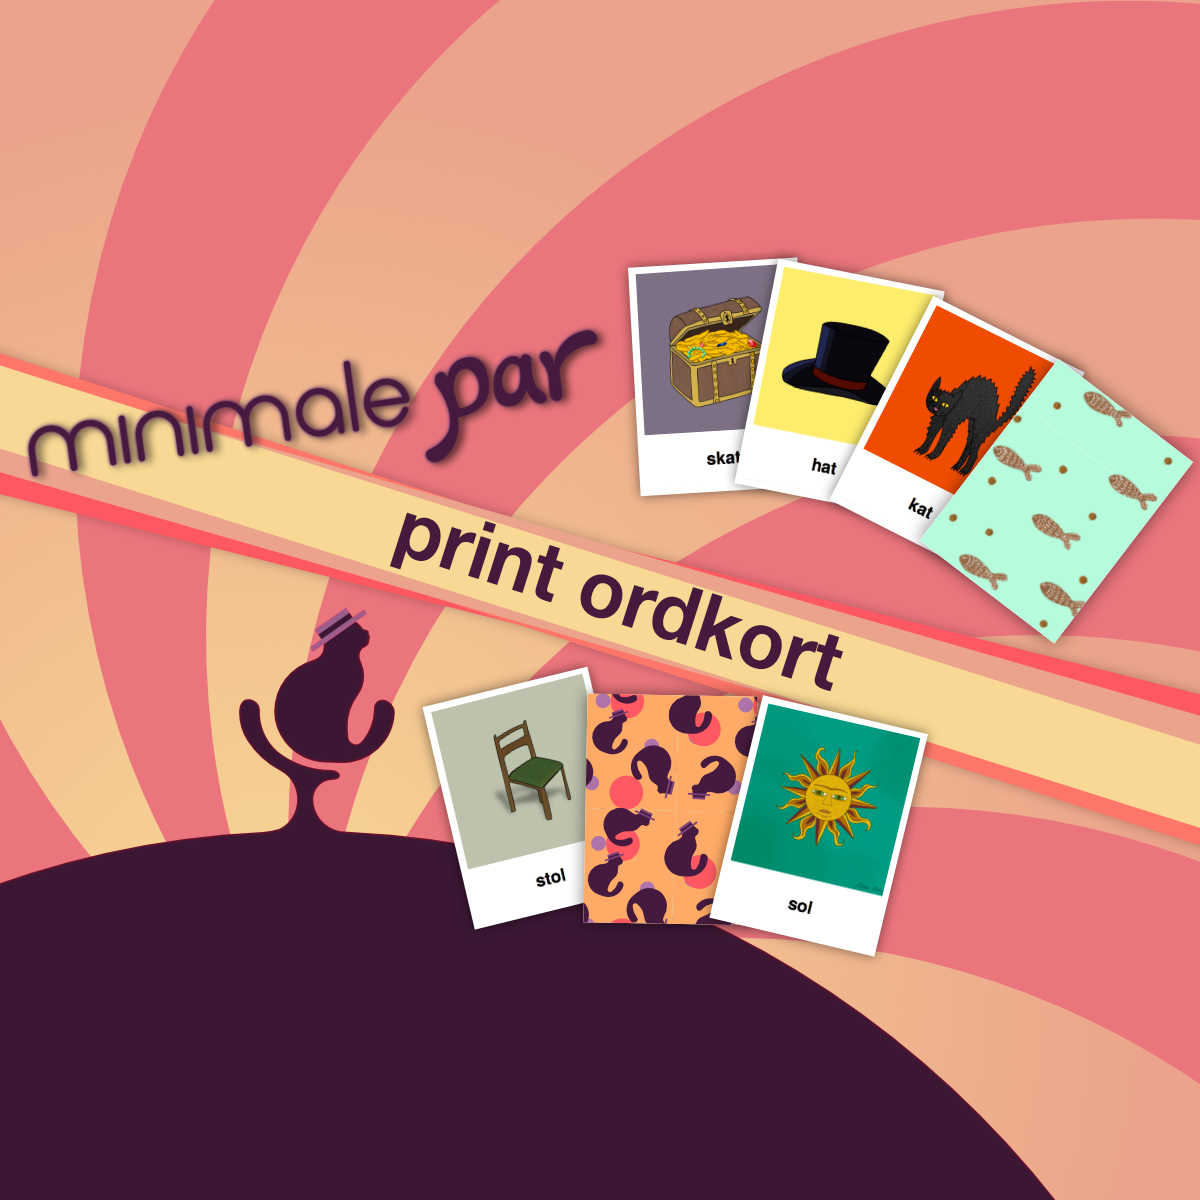 minimale par
print ordkort
skat
hat
kat
stol
sol